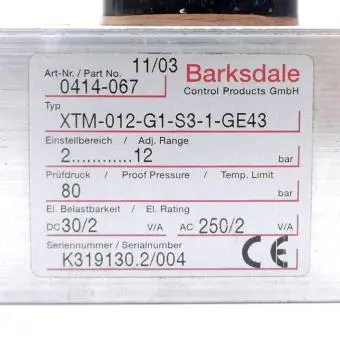 Art-Nr. / Part No. 11/03 Barksdale
0414-067 Control Products GmbH
Typ
XTM-012-G1-S3-1-GE43
Einstellbereich / Adj. Range
2............12 bar
Prüfdruck / Proof Pressure / Temp. Limit
80 bar
El. Belastbarkeit / El. Rating
DC 30/2 V/A AC 250/2 V/A
Seriennummer / Serialnumber
K319130.2/004 CE